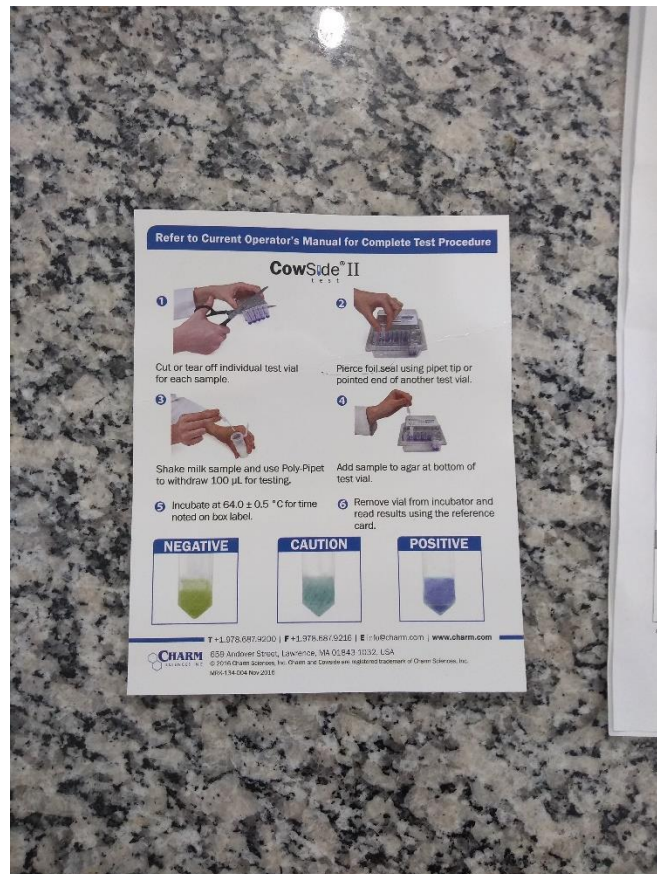 Refer to Current Operator's Manual for Complete Test Procedure
CowSide® II
test
1
Cut or tear off individual test vial
for each sample.
2
Pierce foil seal using pipet tip or
pointed end of another test vial.
3
Shake milk sample and use Poly-Pipet
to withdraw 100 µL for testing.
4
Add sample to agar at bottom of
test vial.
5 Incubate at 64.0 ± 0.5 °C for time
noted on box label.
6 Remove vial from incubator and
read results using the reference
card.
NEGATIVE
CAUTION
POSITIVE
T +1.978.687.9200 | F +1.978.687.9216 | E info@charm.com | www.charm.com
CHARM
SCIENCES INC
659 Andover Street, Lawrence, MA 01843-1032, USA
© 2016 Charm Sciences, Inc. Charm and Cowside are registered trademark of Charm Sciences, Inc.
MRK-134-004 Nov 2016